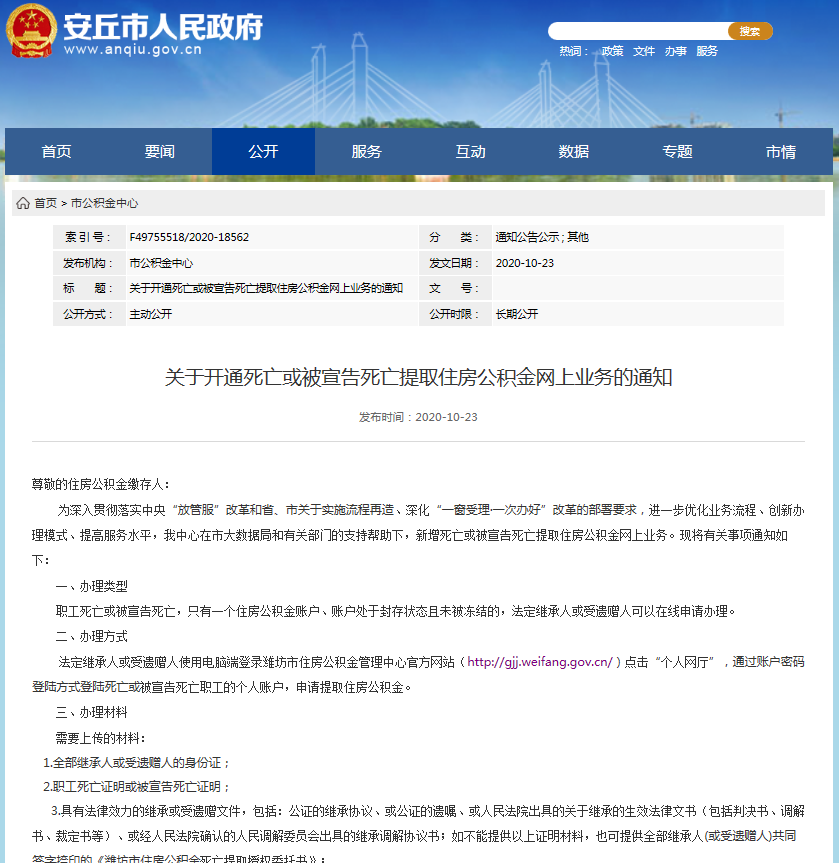 安丘市人民政府
www.anqiu.gov.cn
搜索
热词： 政策 文件 办事 服务
首页 要闻 公开 服务 互动 数据 专题 市情
首页 > 市公积金中心
索 引 号： F49755518/2020-18562 分 类： 通知公告公示 ; 其他
发布机构： 市公积金中心 发文日期： 2020-10-23
标 题： 关于开通死亡或被宣告死亡提取住房公积金网上业务的通知 文 号：
公开方式： 主动公开 公开时限： 长期公开
关于开通死亡或被宣告死亡提取住房公积金网上业务的通知
发布时间：2020-10-23
尊敬的住房公积金缴存人：
为深入贯彻落实中央“放管服”改革和省、市关于实施流程再造、深化“一窗受理·一次办好”改革的部署要求，进一步优化业务流程、创新办
理模式、提高服务水平，我中心在市大数据局和有关部门的支持帮助下，新增死亡或被宣告死亡提取住房公积金网上业务。现将有关事项通知如
下：
一、办理类型
职工死亡或被宣告死亡，只有一个住房公积金账户、账户处于封存状态且未被冻结的，法定继承人或受遗赠人可以在线申请办理。
二、办理方式
法定继承人或受遗赠人使用电脑端登录潍坊市住房公积金管理中心官方网站（http://gjj.weifang.gov.cn/）点击“个人网厅”，通过账户密码
登陆方式登陆死亡或被宣告死亡职工的个人账户，申请提取住房公积金。
三、办理材料
需要上传的材料：
1.全部继承人或受遗赠人的身份证；
2.职工死亡证明或被宣告死亡证明；
3.具有法律效力的继承或受遗赠文件，包括：公证的继承协议、或公证的遗嘱、或人民法院出具的关于继承的生效法律文书（包括判决书、调解
书、裁定书等）、或经人民法院确认的人民调解委员会出具的继承调解协议书；如不能提供以上证明材料，也可提供全部继承人(或受遗赠人)共同
签字捺印的《潍坊市住房公积金死亡提取授权委托书》；